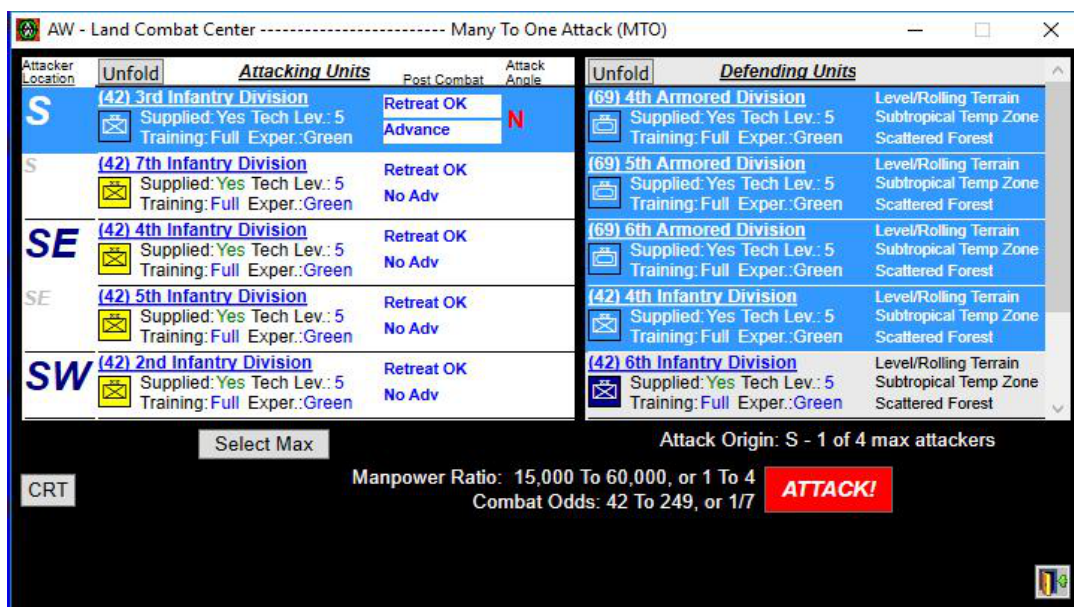 AW - Land Combat Center ------------------------- Many To One Attack (MTO)
Attacker Location Unfold Attacking Units Post Combat Attack Angle Unfold Defending Units
S
(42) 3rd Infantry Division
Supplied:Yes Tech Lev.: 5
Training:Full Exper.:Green
Retreat OK
Advance
N
S
(42) 7th Infantry Division
Supplied:Yes Tech Lev.: 5
Training:Full Exper.:Green
Retreat OK
No Adv
SE
(42) 4th Infantry Division
Supplied:Yes Tech Lev.: 5
Training:Full Exper.:Green
Retreat OK
No Adv
SE
(42) 5th Infantry Division
Supplied:Yes Tech Lev.: 5
Training:Full Exper.:Green
Retreat OK
No Adv
SW
(42) 2nd Infantry Division
Supplied:Yes Tech Lev.: 5
Training:Full Exper.:Green
Retreat OK
No Adv
(69) 4th Armored Division
Supplied:Yes Tech Lev.: 5
Training:Full Exper.:Green
Level/Rolling Terrain
Subtropical Temp Zone
Scattered Forest
(69) 5th Armored Division
Supplied:Yes Tech Lev.: 5
Training:Full Exper.:Green
Level/Rolling Terrain
Subtropical Temp Zone
Scattered Forest
(69) 6th Armored Division
Supplied:Yes Tech Lev.: 5
Training:Full Exper.:Green
Level/Rolling Terrain
Subtropical Temp Zone
Scattered Forest
(42) 4th Infantry Division
Supplied:Yes Tech Lev.: 5
Training:Full Exper.:Green
Level/Rolling Terrain
Subtropical Temp Zone
Scattered Forest
(42) 6th Infantry Division
Supplied:Yes Tech Lev.: 5
Training:Full Exper.:Green
Level/Rolling Terrain
Subtropical Temp Zone
Scattered Forest
Select Max
Attack Origin: S - 1 of 4 max attackers
CRT
Manpower Ratio: 15,000 To 60,000, or 1 To 4
Combat Odds: 42 To 249, or 1/7
ATTACK!